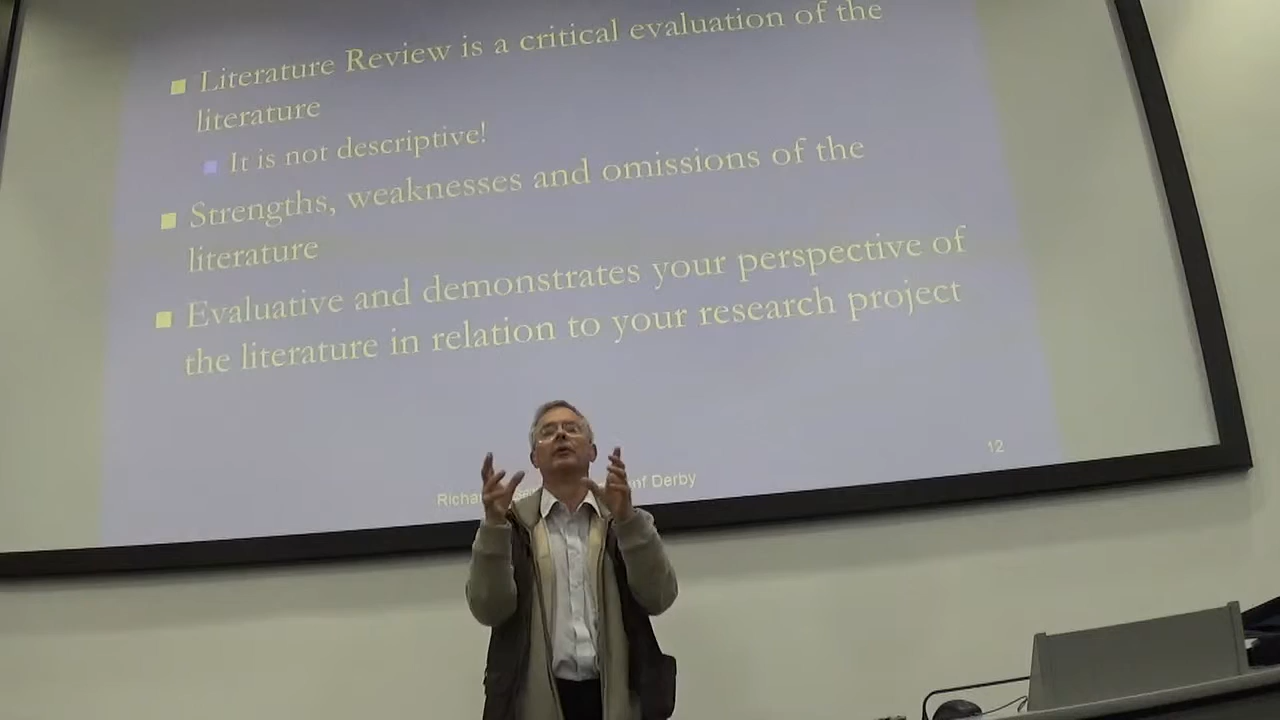 ■ Literature Review is a critical evaluation of the
literature
■ It is not descriptive!
■ Strengths, weaknesses and omissions of the
literature
■ Evaluative and demonstrates your perspective of
the literature in relation to your research project
Derby
12